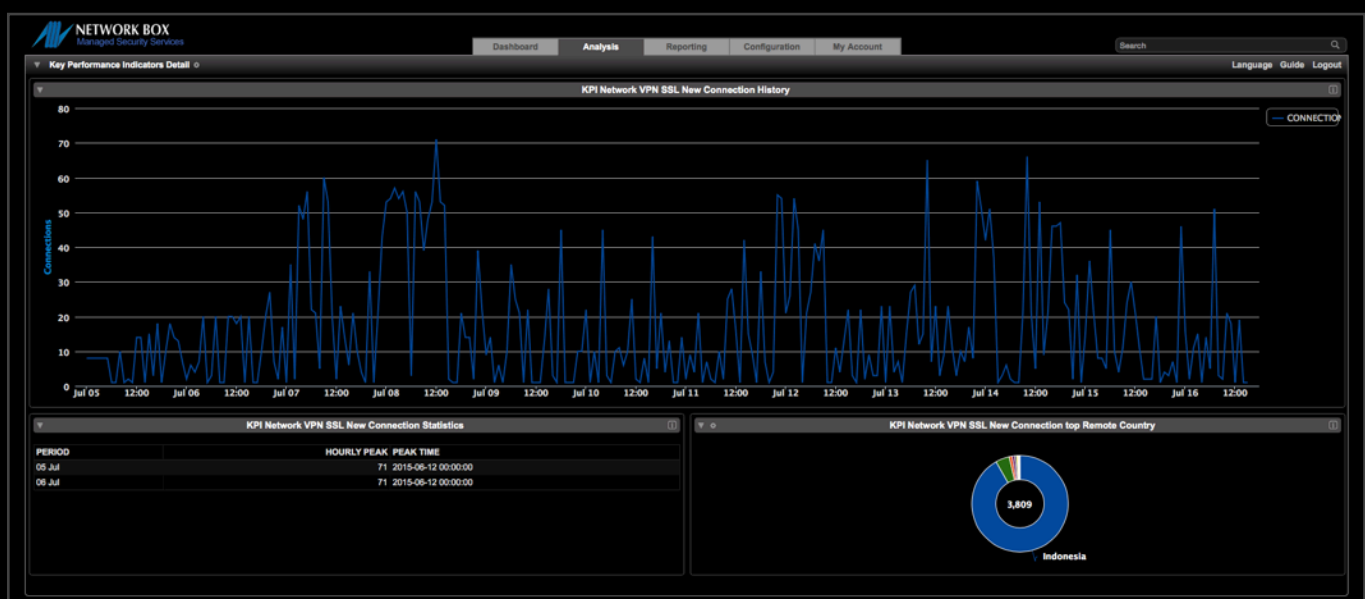 NETWORK BOX
Managed Security Services
Dashboard Analysis Reporting Configuration My Account
Search
Key Performance Indicators Detail
Language Guide Logout
KPI Network VPN SSL New Connection History
80
70
60
50
40
30
20
10
0
Connections
CONNECTION
Jul 05 12:00 Jul 06 12:00 Jul 07 12:00 Jul 08 12:00 Jul 09 12:00 Jul 10 12:00 Jul 11 12:00 Jul 12 12:00 Jul 13 12:00 Jul 14 12:00 Jul 15 12:00 Jul 16 12:00
KPI Network VPN SSL New Connection Statistics
PERIOD HOURLY PEAK PEAK TIME
05 Jul 71 2015-06-12 00:00:00
06 Jul 71 2015-06-12 00:00:00
KPI Network VPN SSL New Connection top Remote Country
3,809
Indonesia